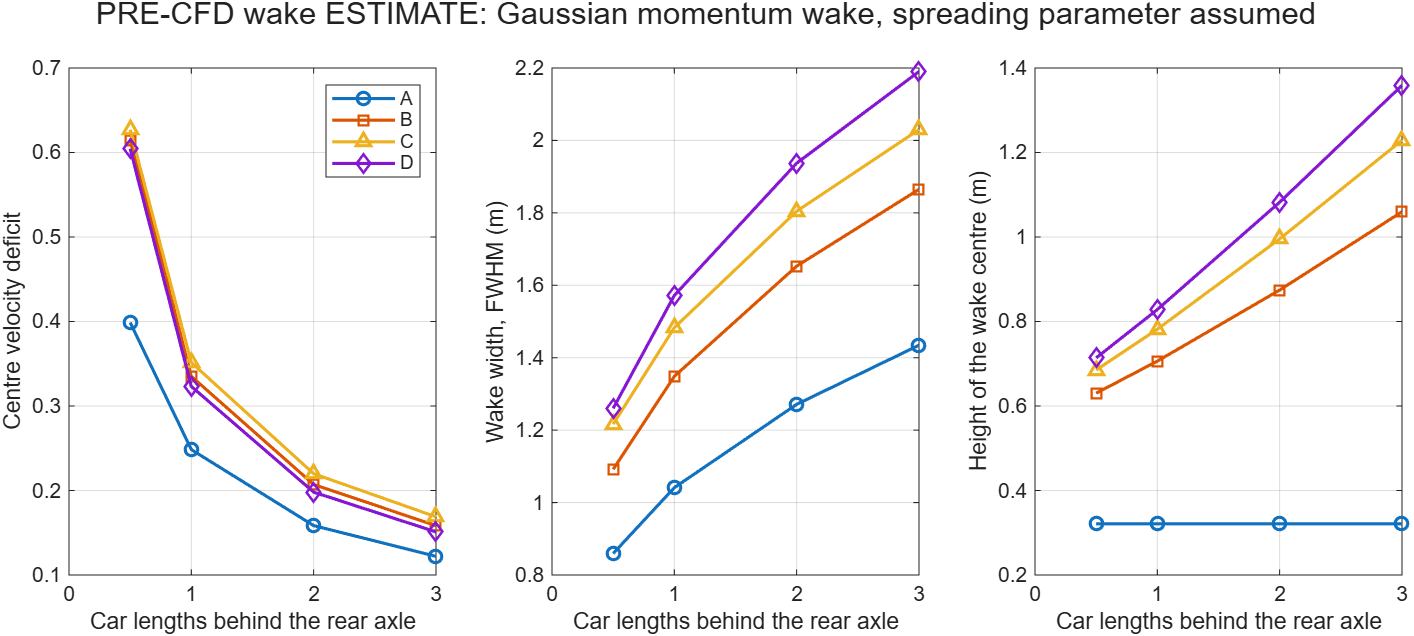 PRE-CFD wake ESTIMATE: Gaussian momentum wake, spreading parameter assumed
0.7
0.6
0.5
0.4
0.3
0.2
0.1
Centre velocity deficit
0 1 2 3
Car lengths behind the rear axle
A
B
C
D
2.2
2
1.8
1.6
1.4
1.2
1
0.8
Wake width, FWHM (m)
0 1 2 3
Car lengths behind the rear axle
1.4
1.2
1
0.8
0.6
0.4
0.2
Height of the wake centre (m)
0 1 2 3
Car lengths behind the rear axle